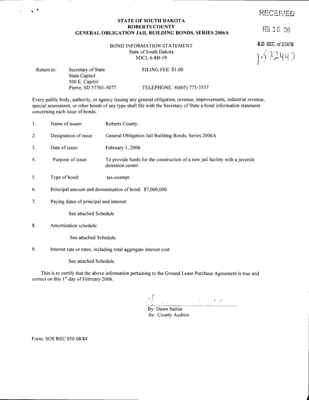 RECEIVED
STATE OF SOUTH DAKOTA
ROBERTS COUNTY
GENERAL OBLIGATION JAIL BUILDING BONDS, SERIES 2006A
FEB 10
S.D. SEC. of STATE
BOND INFORMATION STATEMENT
State of South Dakota
SDCL 6-8B-19
Return to: Secretary of State FILING FEE: $1.00
State Capitol
500 E. Capitol
Pierre, SD 57501-5077 TELEPHONE: #(605) 773-3537
Every public body, authority, or agency issuing any general obligation, revenue, improvements, industrial revenue,
special assessment, or other bonds of any type shall file with the Secretary of State a bond information statement
concerning each issue of bonds.
1. Name of issuer: Roberts County.
2. Designation of issue: General Obligation Jail Building Bonds, Series 2006A
3. Date of issue: February 1, 2006
4. Purpose of issue: To provide funds for the construction of a new jail facility with a juvenile
detention center.
5. Type of bond: tax-exempt.
6. Principal amount and denomination of bond: $7,000,000
7. Paying dates of principal and interest:
See attached Schedule
8. Amortization schedule:
See attached Schedule.
9. Interest rate or rates, including total aggregate interest cost:
See attached Schedule.
This is to certify that the above information pertaining to the Ground Lease Purchase Agreement is true and
correct on this 1st day of February 2006.
By: Dawn Sattler
Its: County Auditor
Form: SOS REC 050 08/84